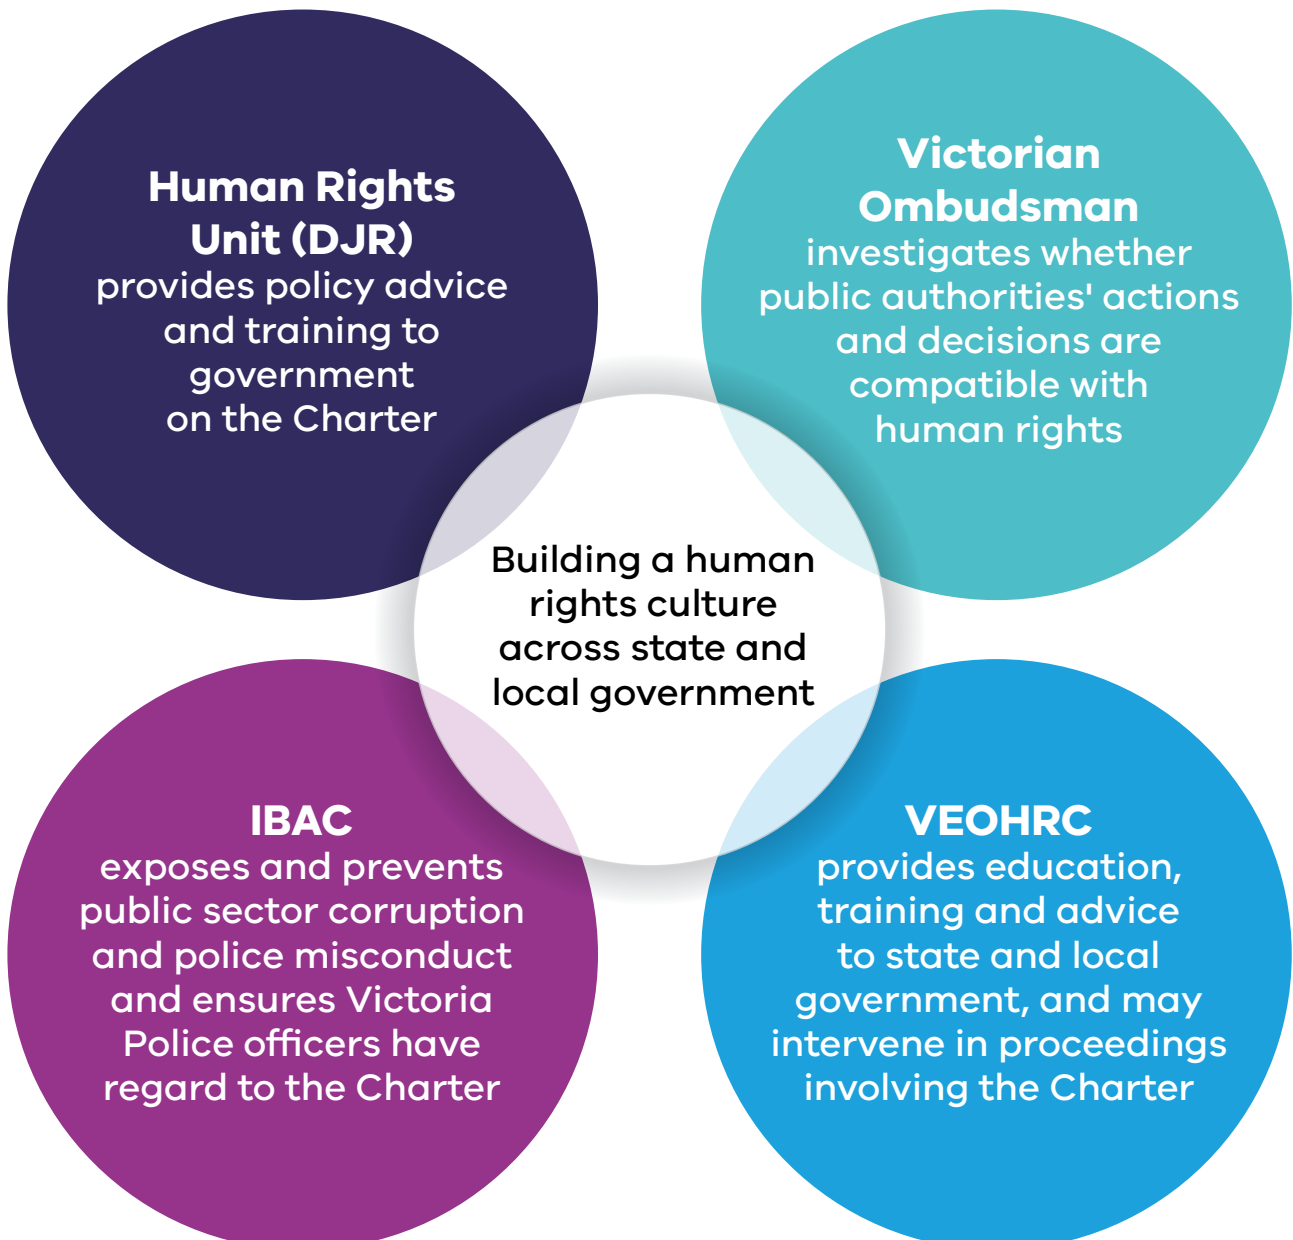 Human Rights
Unit (DJR)
provides policy advice
and training to
government
on the Charter
Victorian
Ombudsman
investigates whether
public authorities' actions
and decisions are
compatible with
human rights
Building a human
rights culture
across state and
local government
IBAC
exposes and prevents
public sector corruption
and police misconduct
and ensures Victoria
Police officers have
regard to the Charter
VEOHRC
provides education,
training and advice
to state and local
government, and may
intervene in proceedings
involving the Charter